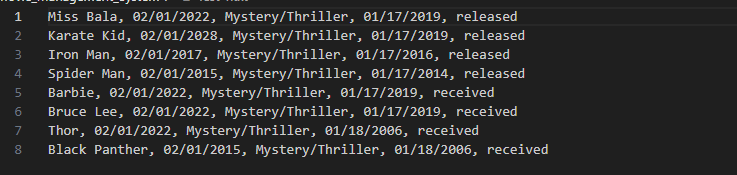 1 Miss Bala, 02/01/2022, Mystery/Thriller, 01/17/2019, released
2 Karate Kid, 02/01/2028, Mystery/Thriller, 01/17/2019, released
3 Iron Man, 02/01/2017, Mystery/Thriller, 01/17/2016, released
4 Spider Man, 02/01/2015, Mystery/Thriller, 01/17/2014, released
5 Barbie, 02/01/2022, Mystery/Thriller, 01/17/2019, received
6 Bruce Lee, 02/01/2022, Mystery/Thriller, 01/17/2019, received
7 Thor, 02/01/2022, Mystery/Thriller, 01/18/2006, received
8 Black Panther, 02/01/2015, Mystery/Thriller, 01/18/2006, received